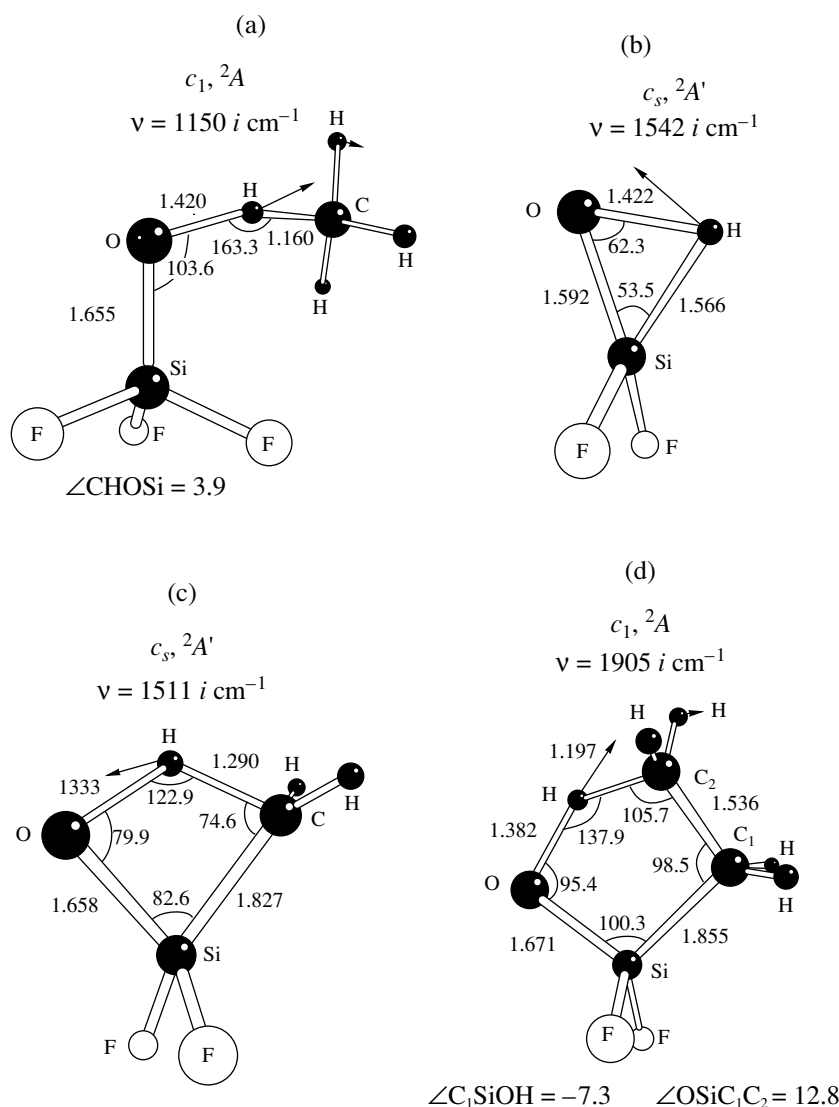 (a)
c₁, ²A
ν = 1150 i cm⁻¹
H
H
1.420
C
O
163.3
1.160
H
103.6
H
1.655
Si
F
F
F
∠CHOSi = 3.9
(b)
cₛ, ²A'
ν = 1542 i cm⁻¹
1.422
O
H
62.3
1.592
53.5
1.566
Si
F
F
(c)
cₛ, ²A'
ν = 1511 i cm⁻¹
H
1.290
1333
H
H
122.9
O
79.9
74.6
C
82.6
1.658
1.827
Si
F
F
(d)
c₁, ²A
ν = 1905 i cm⁻¹
H
H
1.197
C₂
H
105.7
1.536
1.382
137.9
C₁
H
O
95.4
98.5
H
100.3
1.671
1.855
Si
F
F
∠C₁SiOH = –7.3 ∠OSiC₁C₂ = 12.8